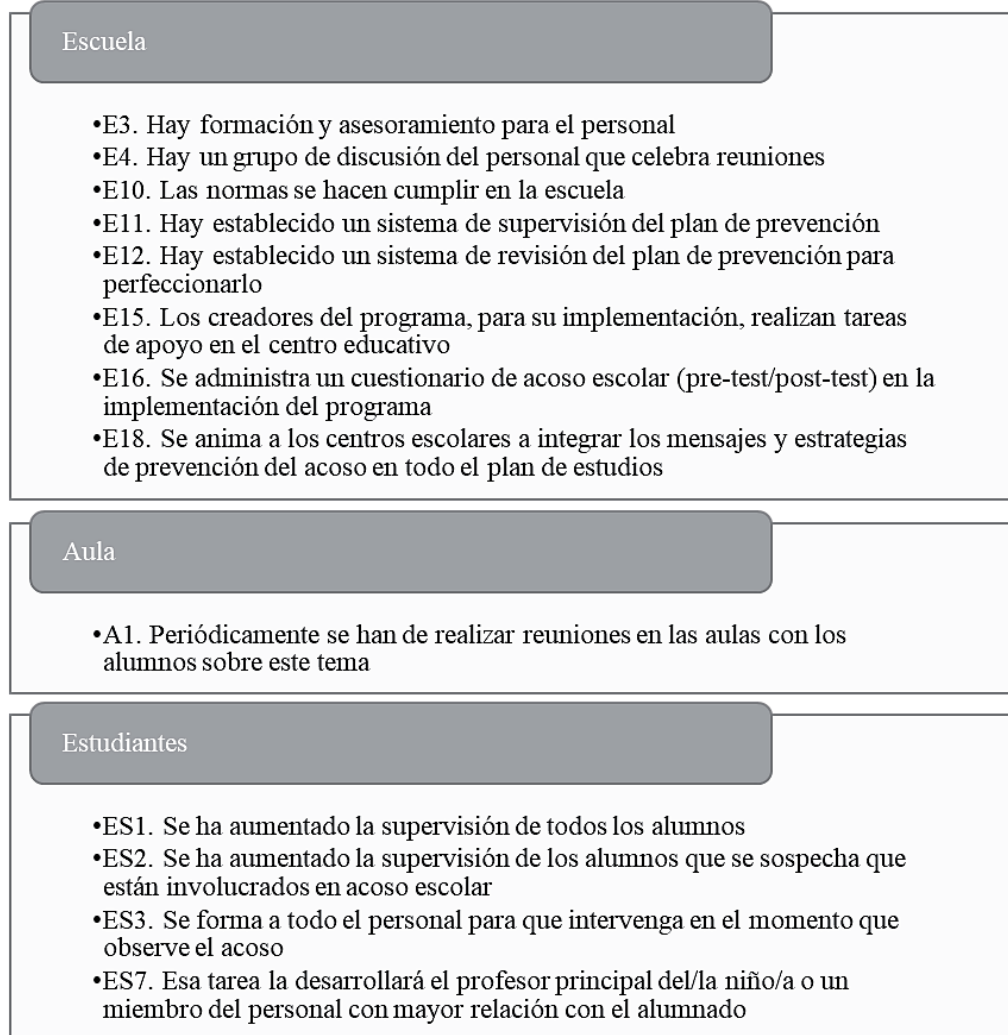 Escuela
•E3. Hay formación y asesoramiento para el personal
•E4. Hay un grupo de discusión del personal que celebra reuniones
•E10. Las normas se hacen cumplir en la escuela
•E11. Hay establecido un sistema de supervisión del plan de prevención
•E12. Hay establecido un sistema de revisión del plan de prevención para
perfeccionarlo
•E15. Los creadores del programa, para su implementación, realizan tareas
de apoyo en el centro educativo
•E16. Se administra un cuestionario de acoso escolar (pre-test/post-test) en la
implementación del programa
•E18. Se anima a los centros escolares a integrar los mensajes y estrategias
de prevención del acoso en todo el plan de estudios
Aula
•A1. Periódicamente se han de realizar reuniones en las aulas con los
alumnos sobre este tema
Estudiantes
•ES1. Se ha aumentado la supervisión de todos los alumnos
•ES2. Se ha aumentado la supervisión de los alumnos que se sospecha que
están involucrados en acoso escolar
•ES3. Se forma a todo el personal para que intervenga en el momento que
observe el acoso
•ES7. Esa tarea la desarrollará el profesor principal del/la niño/a o un
miembro del personal con mayor relación con el alumnado